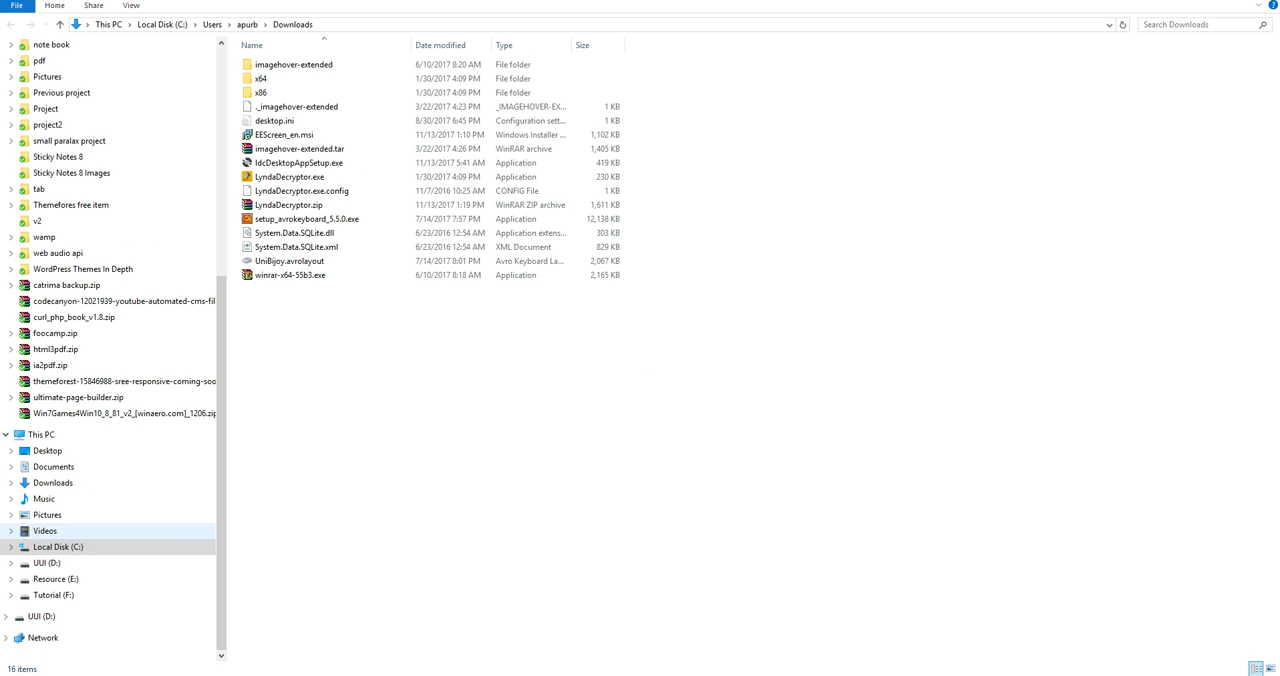 File Home Share View
This PC Local Disk (C:) Users apurb Downloads Search Downloads
Name Date modified Type Size
note book
pdf
Pictures
Previous project
Project
project2
small paralax project
Sticky Notes 8
Sticky Notes 8 Images
tab
Themefores free item
v2
wamp
web audio api
WordPress Themes In Depth
catrima backup.zip
codecanyon-12021939-youtube-automated-cms-fil
curl_php_book_v1.8.zip
foocamp.zip
html3pdf.zip
ia2pdf.zip
themeforest-15846988-sree-responsive-coming-soo
ultimate-page-builder.zip
Win7Games4Win10_8_81_v2_[winaero.com]_1206.zip
This PC
Desktop
Documents
Downloads
Music
Pictures
Videos
Local Disk (C:)
UUI (D:)
Resource (E:)
Tutorial (F:)
UUI (D:)
Network
imagehover-extended 6/10/2017 8:20 AM File folder
x64 1/30/2017 4:09 PM File folder
x86 1/30/2017 4:09 PM File folder
._imagehover-extended 3/22/2017 4:23 PM _IMAGEHOVER-EX... 1 KB
desktop.ini 8/30/2017 6:45 PM Configuration sett... 1 KB
EEScreen_en.msi 11/13/2017 1:10 PM Windows Installer ... 1,102 KB
imagehover-extended.tar 3/22/2017 4:26 PM WinRAR archive 1,405 KB
IdcDesktopAppSetup.exe 11/13/2017 5:41 AM Application 419 KB
LyndaDecryptor.exe 1/30/2017 4:09 PM Application 230 KB
LyndaDecryptor.exe.config 11/7/2016 10:25 AM CONFIG File 1 KB
LyndaDecryptor.zip 11/13/2017 1:19 PM WinRAR ZIP archive 1,611 KB
setup_avrokeyboard_5.5.0.exe 7/14/2017 7:57 PM Application 12,138 KB
System.Data.SQLite.dll 6/23/2016 12:54 AM Application extens... 303 KB
System.Data.SQLite.xml 6/23/2016 12:54 AM XML Document 829 KB
UniBijoy.avrolayout 7/14/2017 8:01 PM Avro Keyboard La... 2,067 KB
winrar-x64-55b3.exe 6/10/2017 8:18 AM Application 2,165 KB
16 items